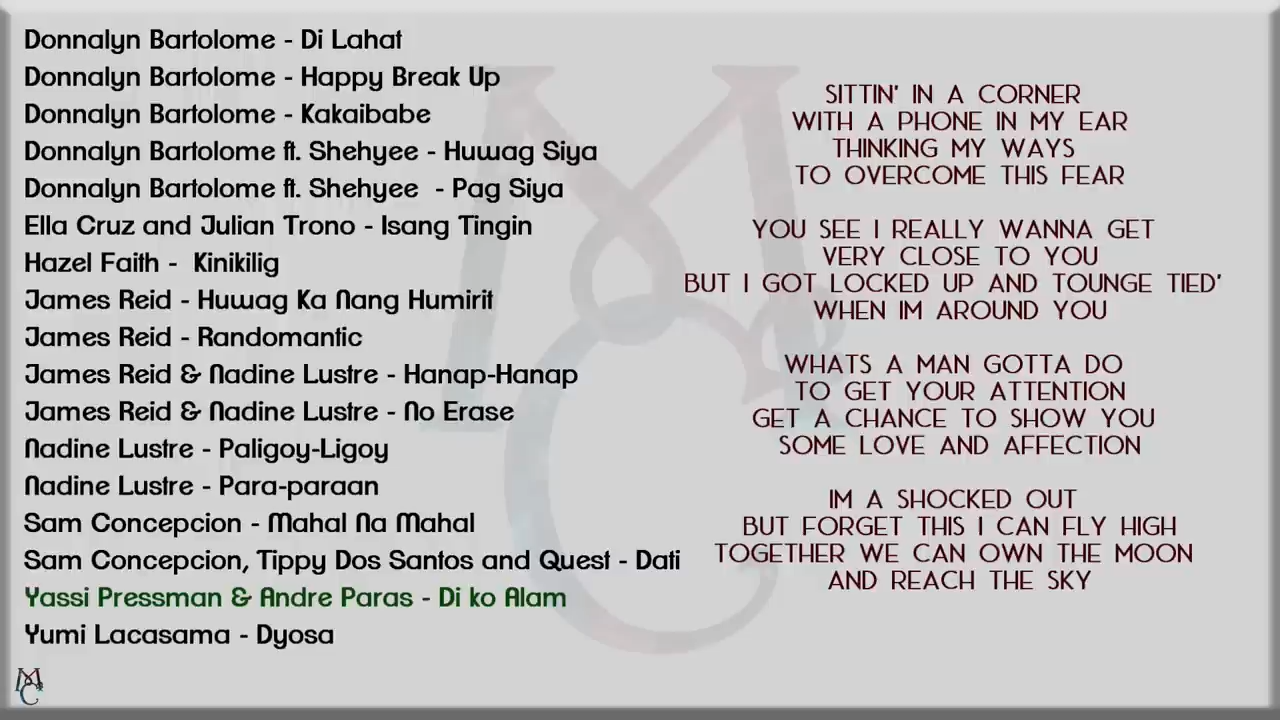 Donnalyn Bartolome - Di Lahat
Donnalyn Bartolome - Happy Break Up
Donnalyn Bartolome - Kakaibabe
Donnalyn Bartolome ft. Shehyee - Huwag Siya
Donnalyn Bartolome ft. Shehyee  - Pag Siya
Ella Cruz and Julian Trono - Isang Tingin
Hazel Faith -  Kinikilig
James Reid - Huwag Ka Nang Humirit
James Reid - Randomantic
James Reid & Nadine Lustre - Hanap-Hanap
James Reid & Nadine Lustre - No Erase
Nadine Lustre - Paligoy-Ligoy
Nadine Lustre - Para-paraan
Sam Concepcion - Mahal Na Mahal
Sam Concepcion, Tippy Dos Santos and Quest - Dati
Yassi Pressman & Andre Paras - Di ko Alam
Yumi Lacasama - Dyosa
SITTIN' IN A CORNER
WITH A PHONE IN MY EAR
THINKING MY WAYS
TO OVERCOME THIS FEAR
YOU SEE I REALLY WANNA GET
VERY CLOSE TO YOU
BUT I GOT LOCKED UP AND TOUNGE TIED'
WHEN IM AROUND YOU
WHATS A MAN GOTTA DO
TO GET YOUR ATTENTION
GET A CHANCE TO SHOW YOU
SOME LOVE AND AFFECTION
IM A SHOCKED OUT
BUT FORGET THIS I CAN FLY HIGH
TOGETHER WE CAN OWN THE MOON
AND REACH THE SKY
MC